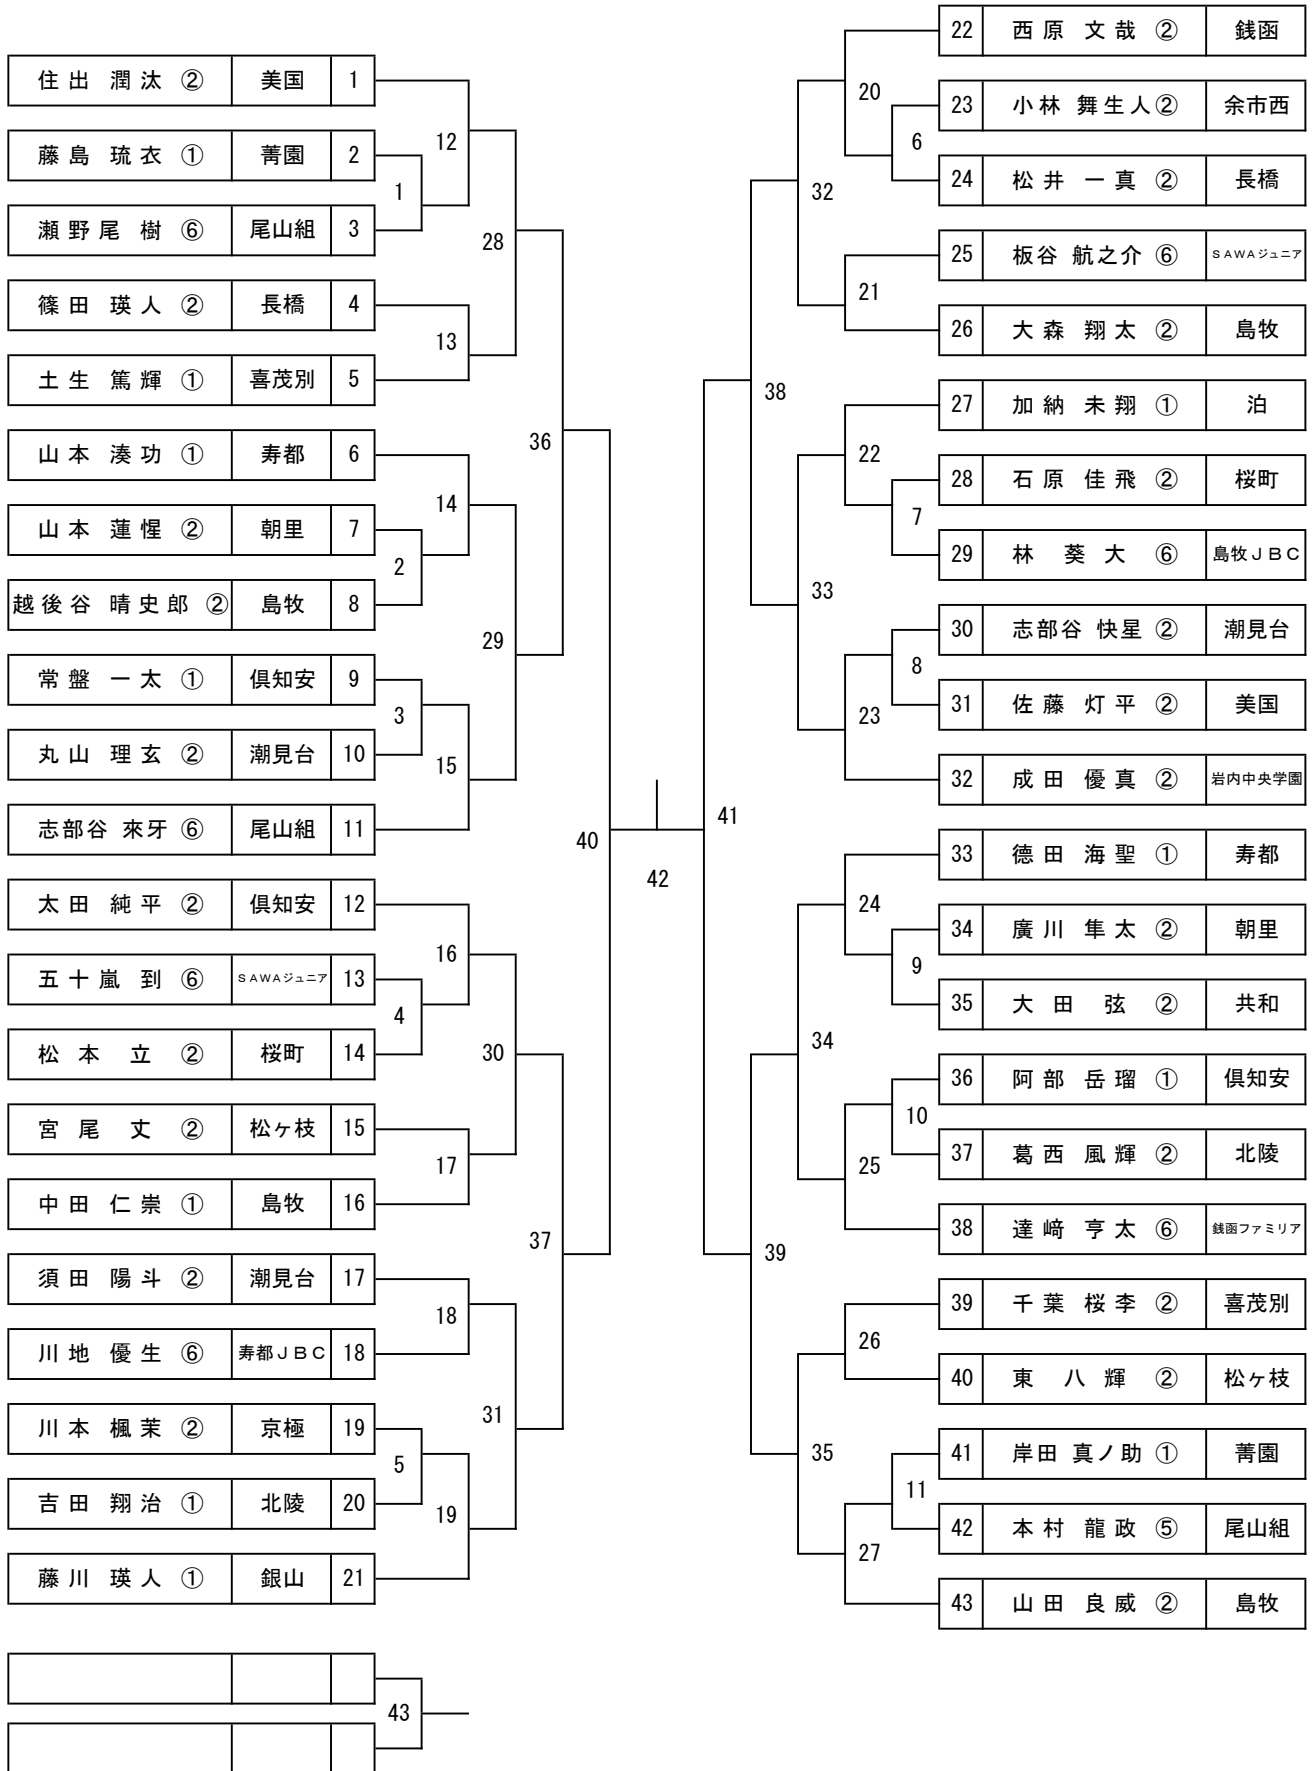 住出 潤汰 ② 美国 1
藤島 琉衣 ① 菁園 2
瀬野尾 樹 ⑥ 尾山組 3
篠田 瑛人 ② 長橋 4
土生 篤輝 ① 喜茂別 5
山本 湊功 ① 寿都 6
山本 蓮惺 ② 朝里 7
越後谷 晴史郎 ② 島牧 8
常盤 一太 ① 倶知安 9
丸山 理玄 ② 潮見台 10
志部谷 來牙 ⑥ 尾山組 11
太田 純平 ② 倶知安 12
五十嵐 到 ⑥ SAWAジュニア 13
松本 立 ② 桜町 14
宮尾 丈 ② 松ヶ枝 15
中田 仁崇 ① 島牧 16
須田 陽斗 ② 潮見台 17
川地 優生 ⑥ 寿都JBC 18
川本 楓茉 ② 京極 19
吉田 翔治 ① 北陵 20
藤川 瑛人 ① 銀山 21
1
2
3
4
5
12
13
14
15
16
17
18
19
28
29
30
31
36
37
40
42
41
38
39
32
33
34
35
20
21
22
23
24
25
26
27
6
7
8
9
10
11
22 西原 文哉 ② 銭函
23 小林 舞生人 ② 余市西
24 松井 一真 ② 長橋
25 板谷 航之介 ⑥ SAWAジュニア
26 大森 翔太 ② 島牧
27 加納 未翔 ① 泊
28 石原 佳飛 ② 桜町
29 林 葵大 ⑥ 島牧JBC
30 志部谷 快星 ② 潮見台
31 佐藤 灯平 ② 美国
32 成田 優真 ② 岩内中央学園
33 徳田 海聖 ① 寿都
34 廣川 隼太 ② 朝里
35 大田 弦 ② 共和
36 阿部 岳瑠 ① 倶知安
37 葛西 風輝 ② 北陵
38 達﨑 亨太 ⑥ 銭函ファミリア
39 千葉 桜李 ② 喜茂別
40 東 八輝 ② 松ヶ枝
41 岸田 真ノ助 ① 菁園
42 本村 龍政 ⑤ 尾山組
43 山田 良威 ② 島牧
43